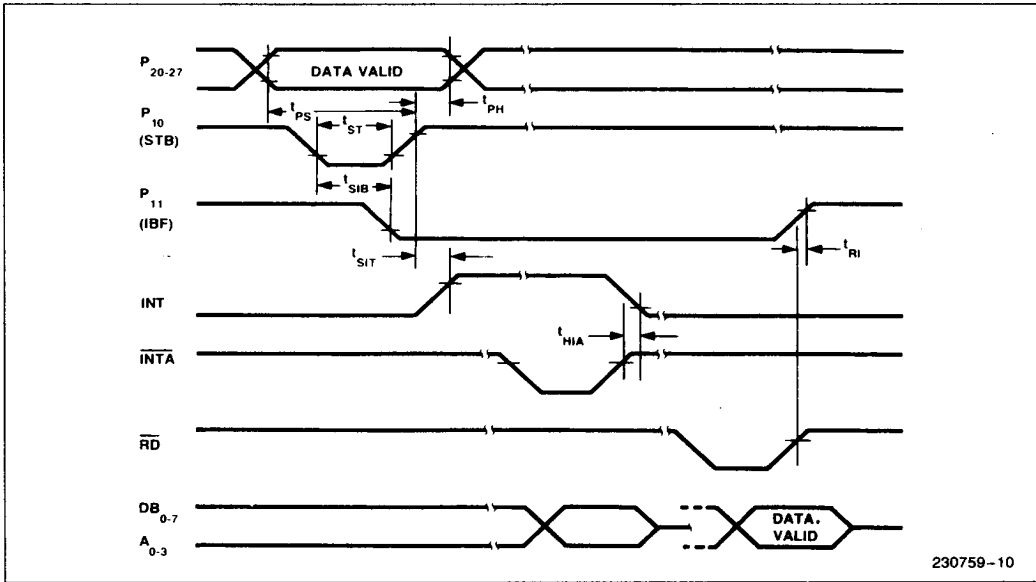 P20-27
DATA VALID
tPS
tPH
P10
(STB)
tST
tSIB
P11
(IBF)
tSIT
tRI
INT
tHIA
INTA
RD
DB0-7
A0-3
DATA.
VALID
230759-10